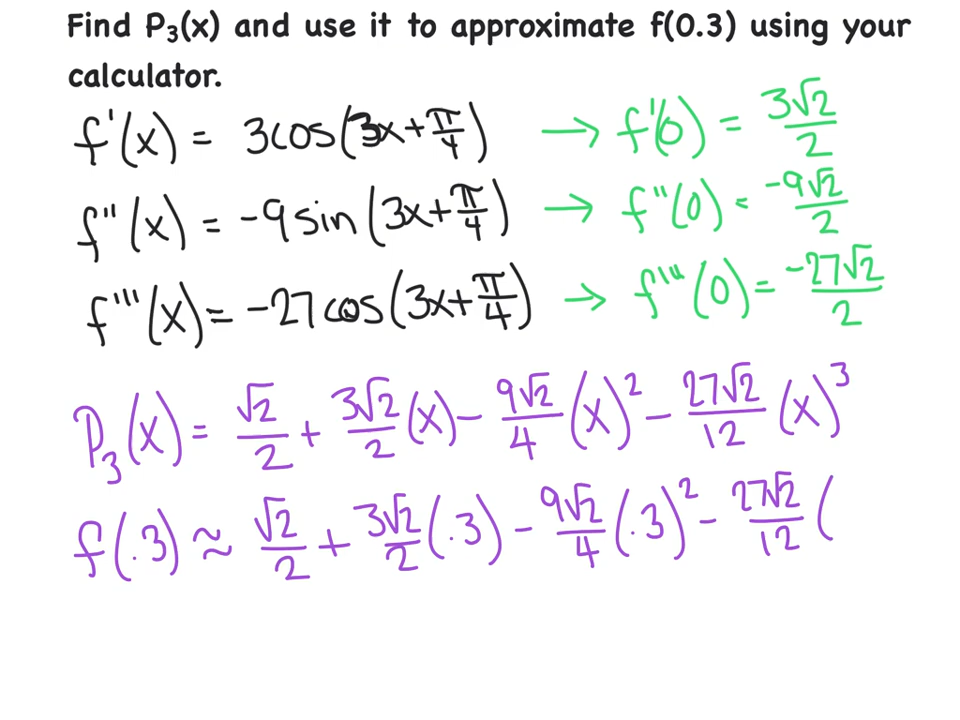 Find P₃(x) and use it to approximate f(0.3) using your
calculator.
f'(x) = 3cos(3x+π/4) → f'(0) = 3√2/2
f''(x) = -9sin(3x+π/4) → f''(0) = -9√2/2
f'''(x) = -27cos(3x+π/4) → f'''(0) = -27√2/2
P₃(x) = √2/2 + 3√2/2 (x) - 9√2/4 (x)² - 27√2/12 (x)³
f(.3) ≈ √2/2 + 3√2/2 (.3) - 9√2/4 (.3)² - 27√2/12 (